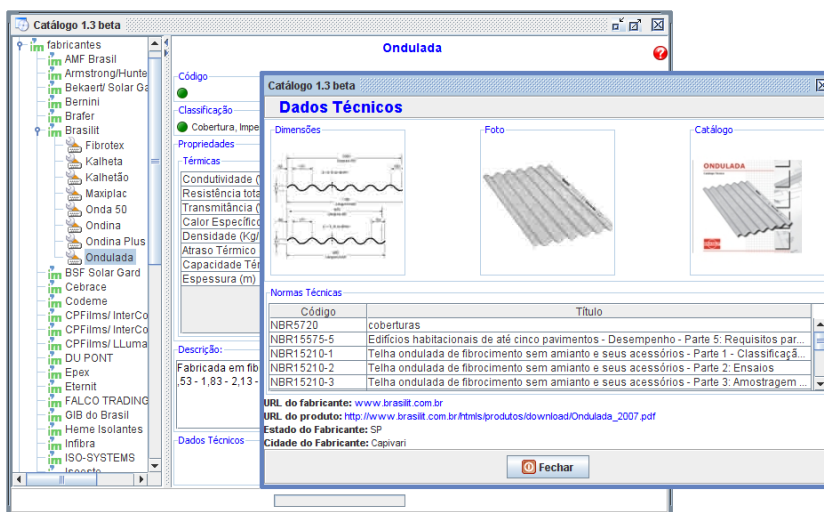 Catálogo 1.3 beta
fabricantes
AMF Brasil
Armstrong/Hunte
Bekaert/ Solar Ga
Bernini
Brafer
Brasilit
Fibrotex
Kalheta
Kalhetão
Maxiplac
Onda 50
Ondina
Ondina Plus
Ondulada
BSF Solar Gard
Cebrace
Codeme
CPFilms/ InterCo
CPFilms/ InterCo
CPFilms/ LLuma
DU PONT
Epex
Eternit
FALCO TRADING
GIB do Brasil
Heme Isolantes
Infibra
ISO-SYSTEMS
Ondulada
Código
Classificação
Cobertura, Impe
Propriedades
Térmicas
Condutividade (
Resistência tota
Transmitância (
Calor Específico
Densidade (Kg/
Atraso Térmico
Capacidade Tér
Espessura (m)
Descrição:
Fabricada em fib
,53 - 1,83 - 2,13 -
Dados Técnicos
Catálogo 1.3 beta
Dados Técnicos
Dimensões
Foto
Catálogo
ONDULADA
Normas Técnicas
Código Título
NBR5720 coberturas
NBR15575-5 Edifícios habitacionais de até cinco pavimentos - Desempenho - Parte 5: Requisitos par...
NBR15210-1 Telha ondulada de fibrocimento sem amianto e seus acessórios - Parte 1 - Classificaçã...
NBR15210-2 Telha ondulada de fibrocimento sem amianto e seus acessórios - Parte 2: Ensaios
NBR15210-3 Telha ondulada de fibrocimento sem amianto e seus acessórios - Parte 3: Amostragem ...
URL do fabricante: www.brasilit.com.br
URL do produto: http://www.brasilit.com.br/htmls/produtos/download/Ondulada_2007.pdf
Estado do Fabricante: SP
Cidade do Fabricante: Capivari
Fechar